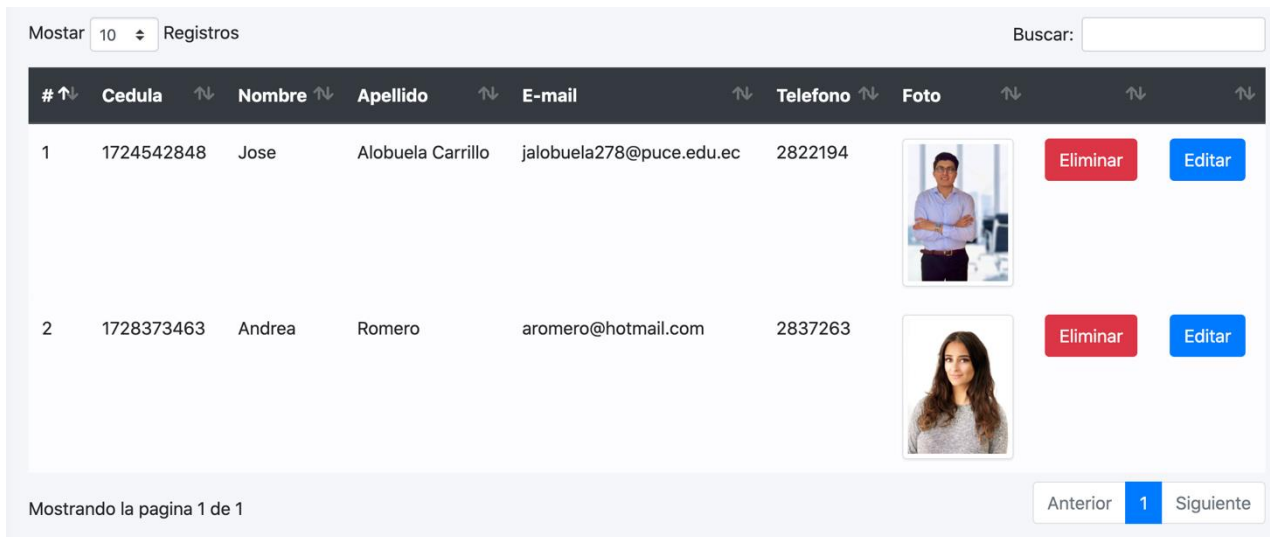 Mostar 10 Registros Buscar:
# Cedula Nombre Apellido E-mail Telefono Foto
1 1724542848 Jose Alobuela Carrillo jalobuela278@puce.edu.ec 2822194 Eliminar Editar
2 1728373463 Andrea Romero aromero@hotmail.com 2837263 Eliminar Editar
Mostrando la pagina 1 de 1 Anterior 1 Siguiente